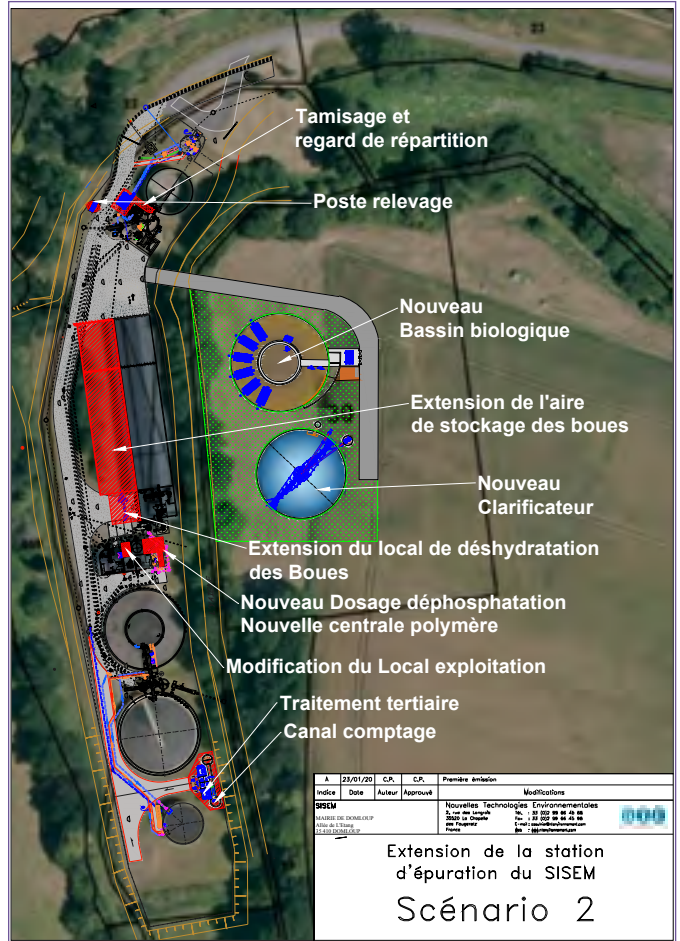 Tamisage et
regard de répartition
Poste relevage
Nouveau
Bassin biologique
Extension de l'aire
de stockage des boues
Nouveau
Clarificateur
Extension du local de déshydratation
des Boues
Nouveau Dosage déphosphatation
Nouvelle centrale polymère
Modification du Local exploitation
Traitement tertiaire
Canal comptage
A 23/01/20 C.P. C.P. Première émission
Indice Date Auteur Approuvé Modifications
SISEM
MAIRIE DE DOMLOUP
Allée de L'Etang
35410 DOMLOUP
Nouvelles Technologies Environnementales
France
Extension de la station
d'épuration du SISEM
Scénario 2